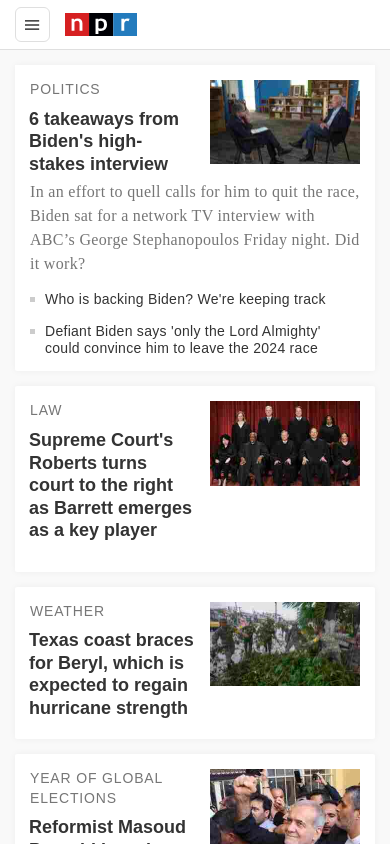 npr
POLITICS
6 takeaways from
Biden's high-
stakes interview
In an effort to quell calls for him to quit the race,
Biden sat for a network TV interview with
ABC’s George Stephanopoulos Friday night. Did
it work?
Who is backing Biden? We're keeping track
Defiant Biden says 'only the Lord Almighty'
could convince him to leave the 2024 race
LAW
Supreme Court's
Roberts turns
court to the right
as Barrett emerges
as a key player
WEATHER
Texas coast braces
for Beryl, which is
expected to regain
hurricane strength
YEAR OF GLOBAL
ELECTIONS
Reformist Masoud